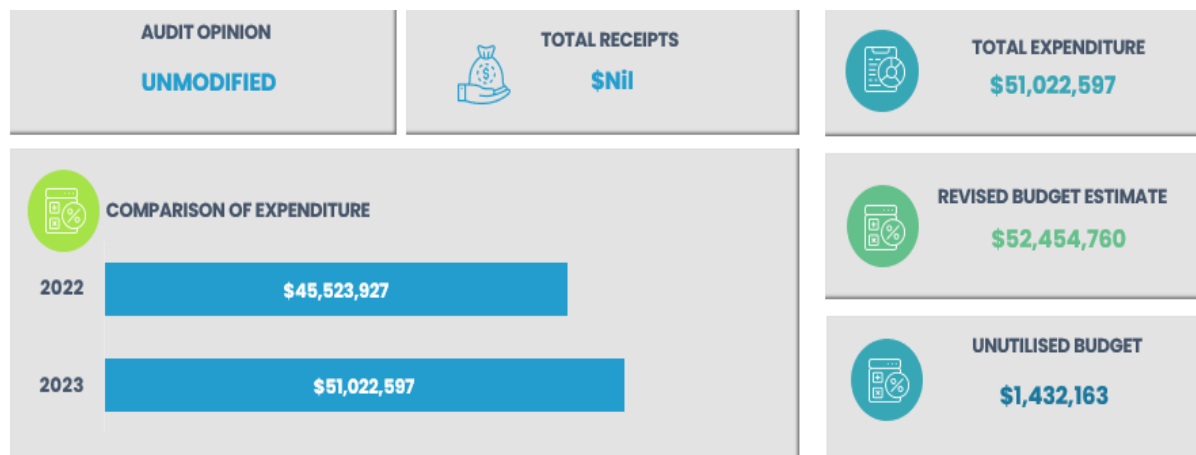 AUDIT OPINION
UNMODIFIED
TOTAL RECEIPTS
$Nil
TOTAL EXPENDITURE
$51,022,597
COMPARISON OF EXPENDITURE
2022
$45,523,927
2023
$51,022,597
REVISED BUDGET ESTIMATE
$52,454,760
UNUTILISED BUDGET
$1,432,163